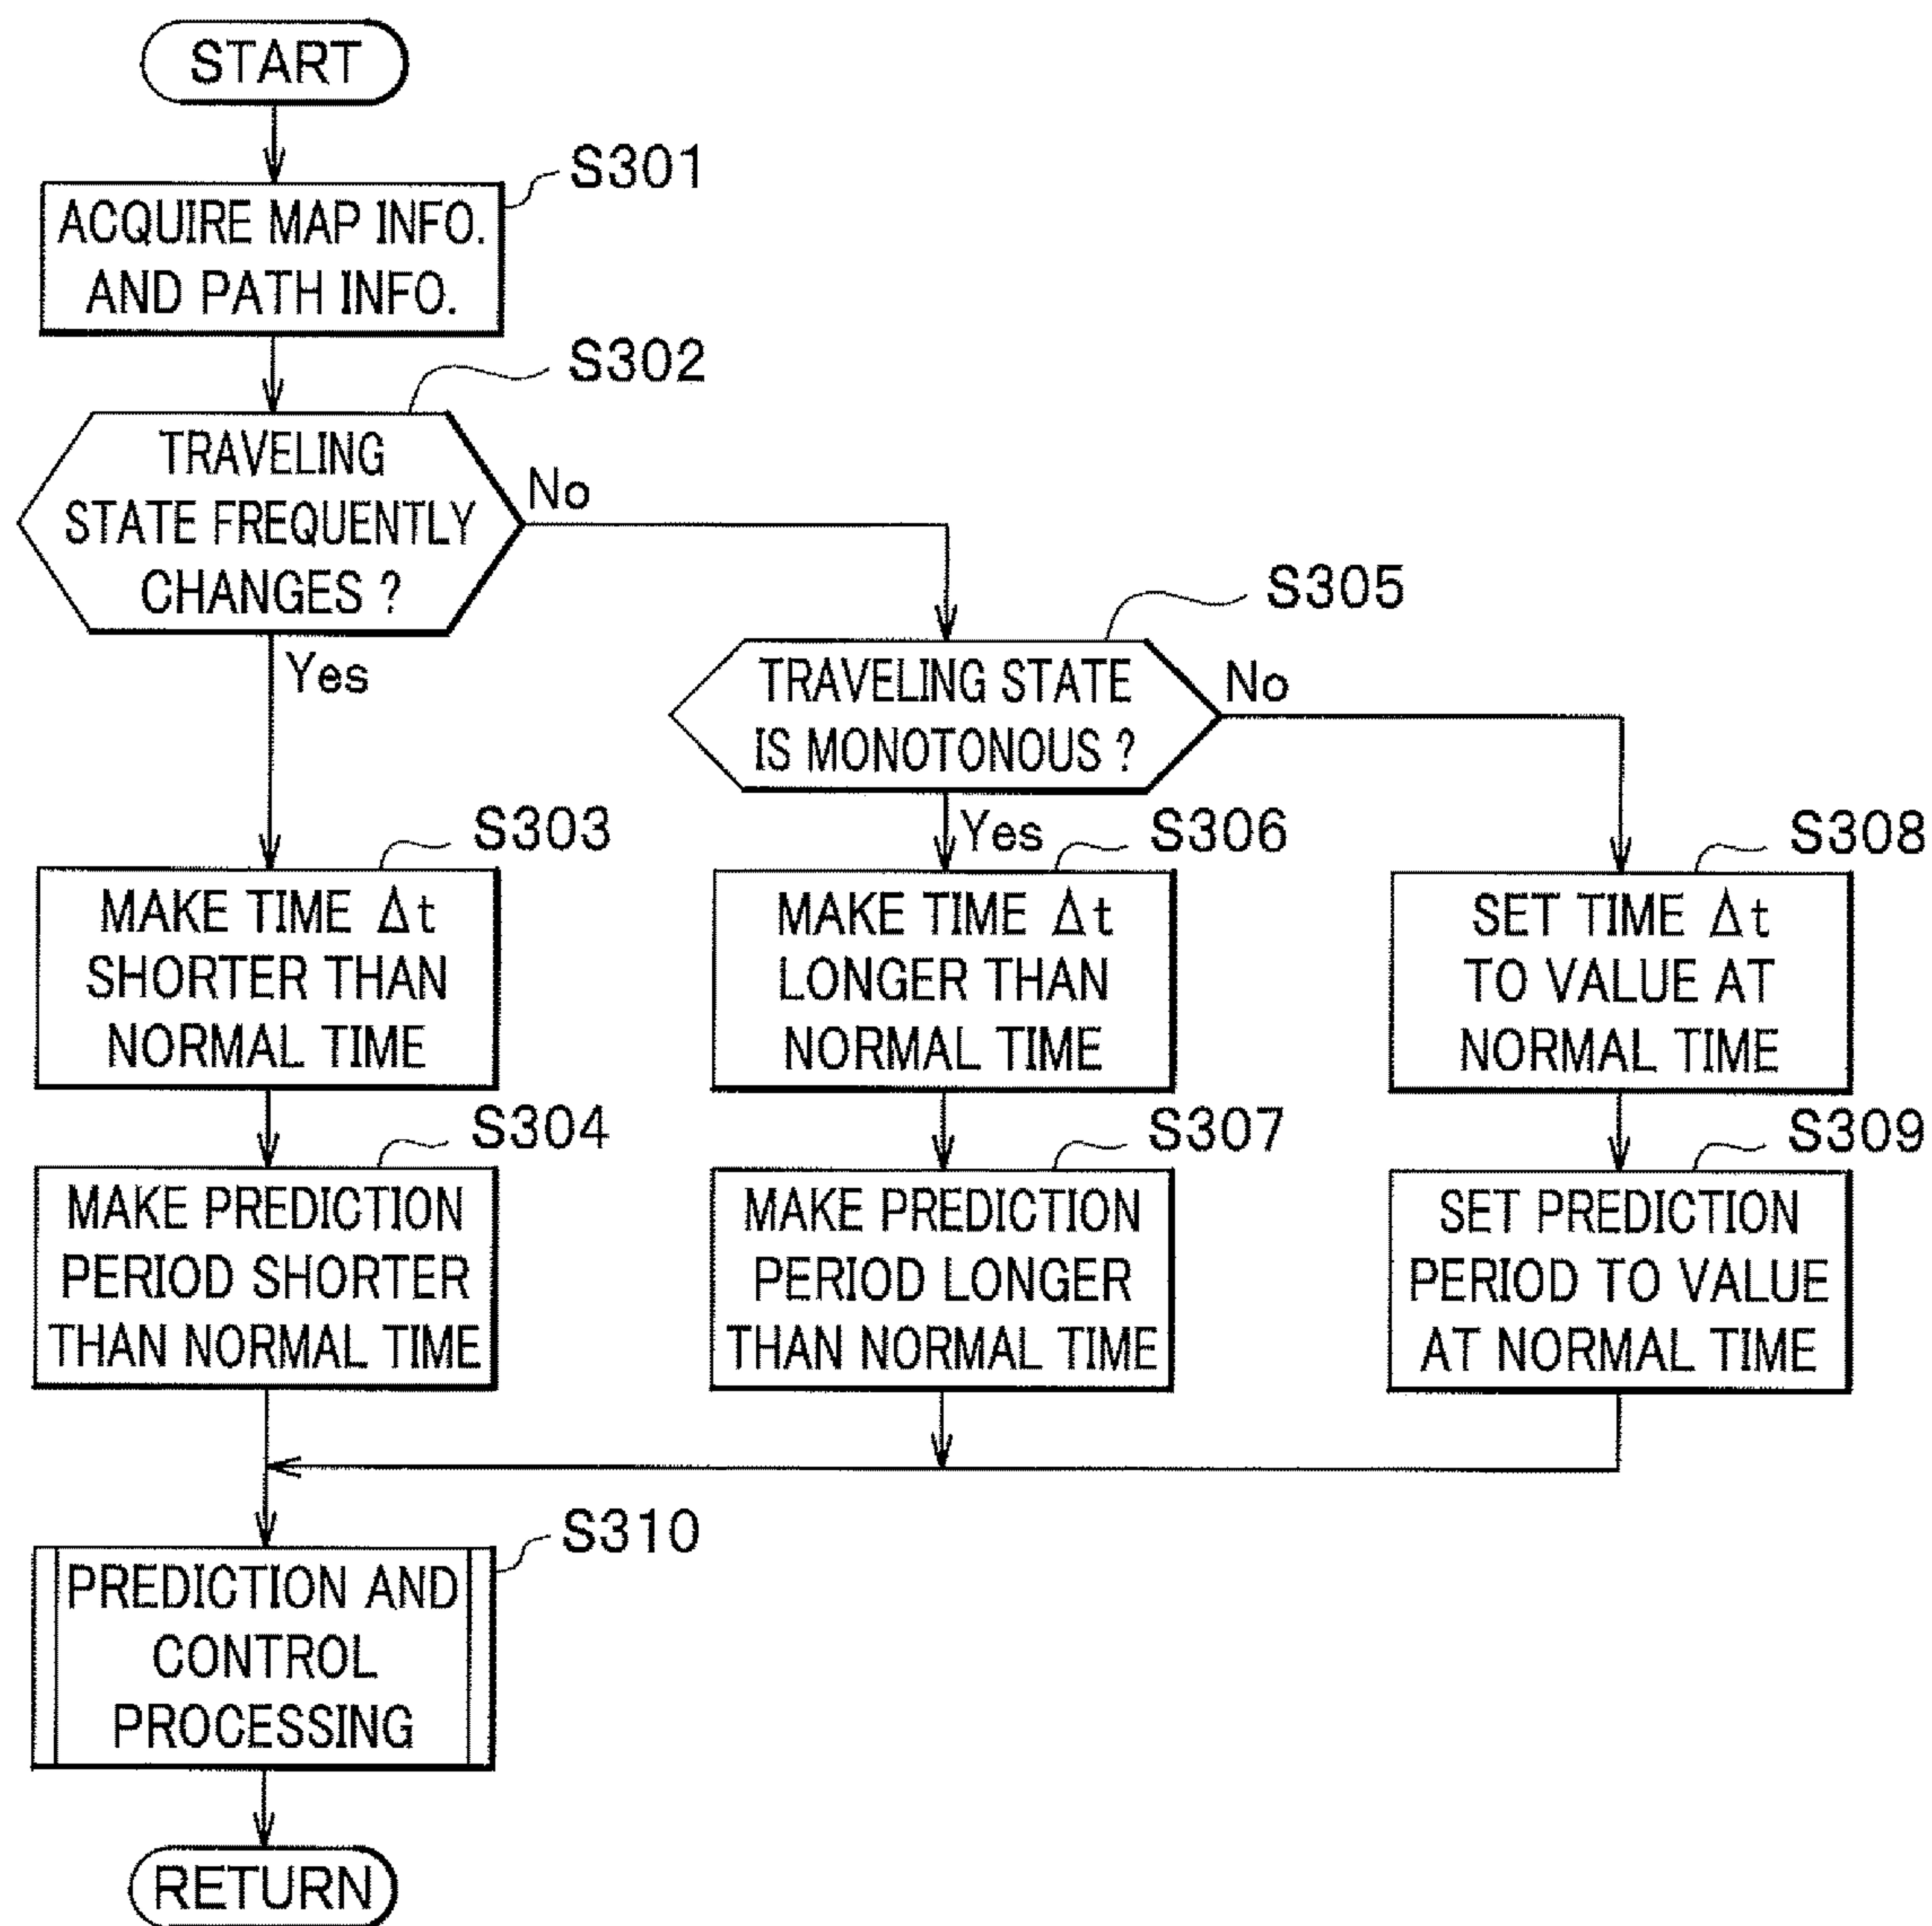 START
S301
ACQUIRE MAP INFO.
AND PATH INFO.
S302
TRAVELING
STATE FREQUENTLY
CHANGES ?
No
Yes
S305
TRAVELING STATE
IS MONOTONOUS ?
No
Yes
S303
MAKE TIME Δt
SHORTER THAN
NORMAL TIME
S304
MAKE PREDICTION
PERIOD SHORTER
THAN NORMAL TIME
S306
MAKE TIME Δt
LONGER THAN
NORMAL TIME
S307
MAKE PREDICTION
PERIOD LONGER
THAN NORMAL TIME
S308
SET TIME Δt
TO VALUE AT
NORMAL TIME
S309
SET PREDICTION
PERIOD TO VALUE
AT NORMAL TIME
S310
PREDICTION AND
CONTROL
PROCESSING
RETURN